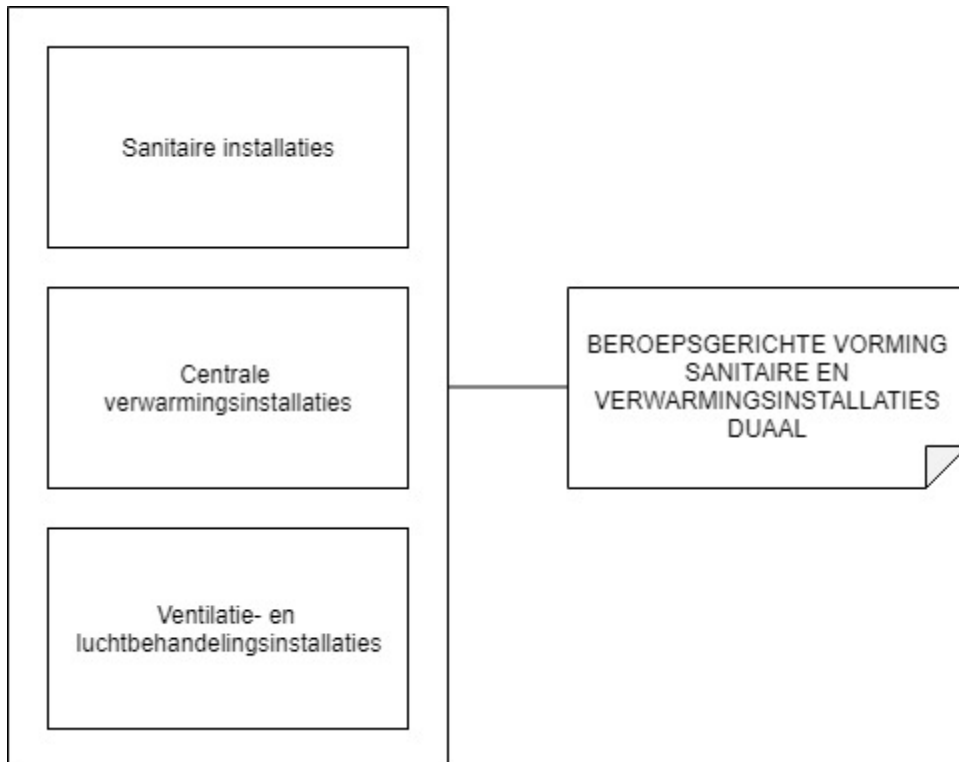 Sanitaire installaties
Centrale
verwarmingsinstallaties
BEROEPSGERICHTE VORMING
SANITAIRE EN
VERWARMINGSINSTALLATIES
DUAAL
Ventilatie- en
luchtbehandelingsinstallaties